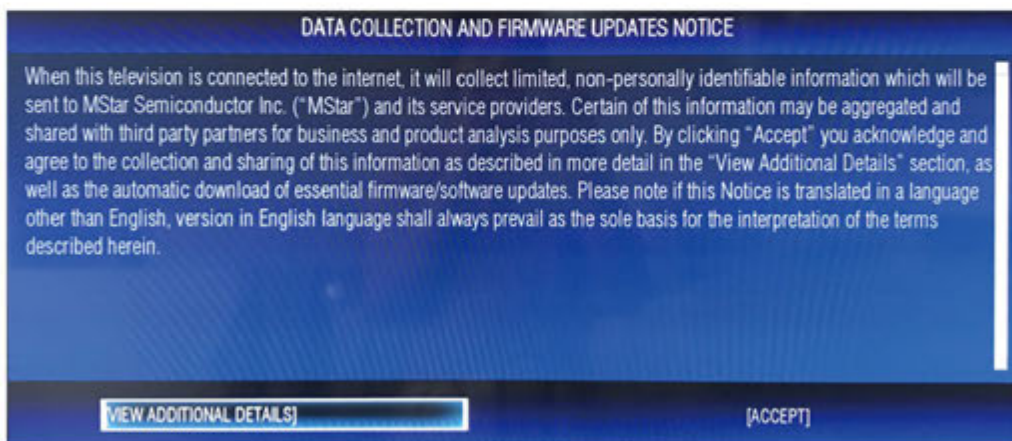 DATA COLLECTION AND FIRMWARE UPDATES NOTICE
When this television is connected to the internet, it will collect limited, non-personally identifiable information which will be
sent to MStar Semiconductor Inc. ("MStar") and its service providers. Certain of this information may be aggregated and
shared with third party partners for business and product analysis purposes only. By clicking "Accept" you acknowledge and
agree to the collection and sharing of this information as described in more detail in the "View Additional Details" section, as
well as the automatic download of essential firmware/software updates. Please note if this Notice is translated in a language
other than English, version in English language shall always prevail as the sole basis for the interpretation of the terms
described herein.
VIEW ADDITIONAL DETAILS]
[ACCEPT]